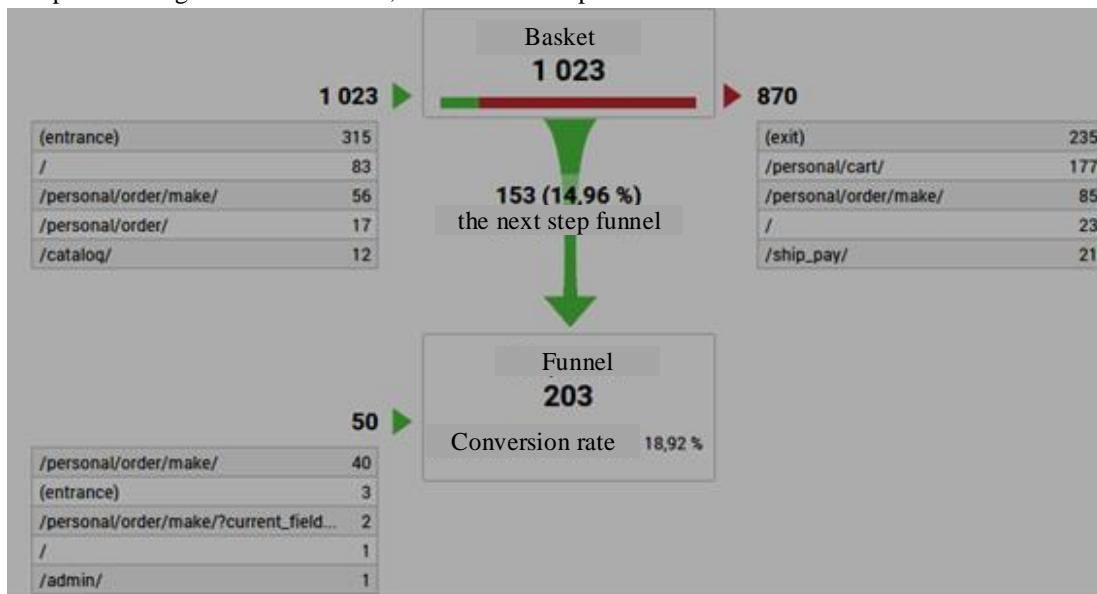 Basket
1 023
1 023
870
(entrance) 315
/ 83
/personal/order/make/ 56
/personal/order/ 17
/catalog/ 12
(exit) 235
/personal/cart/ 177
/personal/order/make/ 85
/ 23
/ship_pay/ 21
153 (14,96 %)
the next step funnel
Funnel
203
Conversion rate 18,92 %
50
/personal/order/make/ 40
(entrance) 3
/personal/order/make/?current_field... 2
/ 1
/admin/ 1